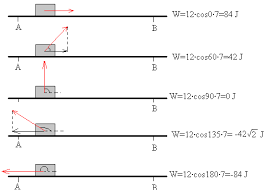 W=12·cos0·7=84 J
A B
W=12·cos60·7=42 J
A B
W=12·cos90·7=0 J
A B
W=12·cos135·7= -42√2 J
A B
W=12·cos180·7=-84 J
A B